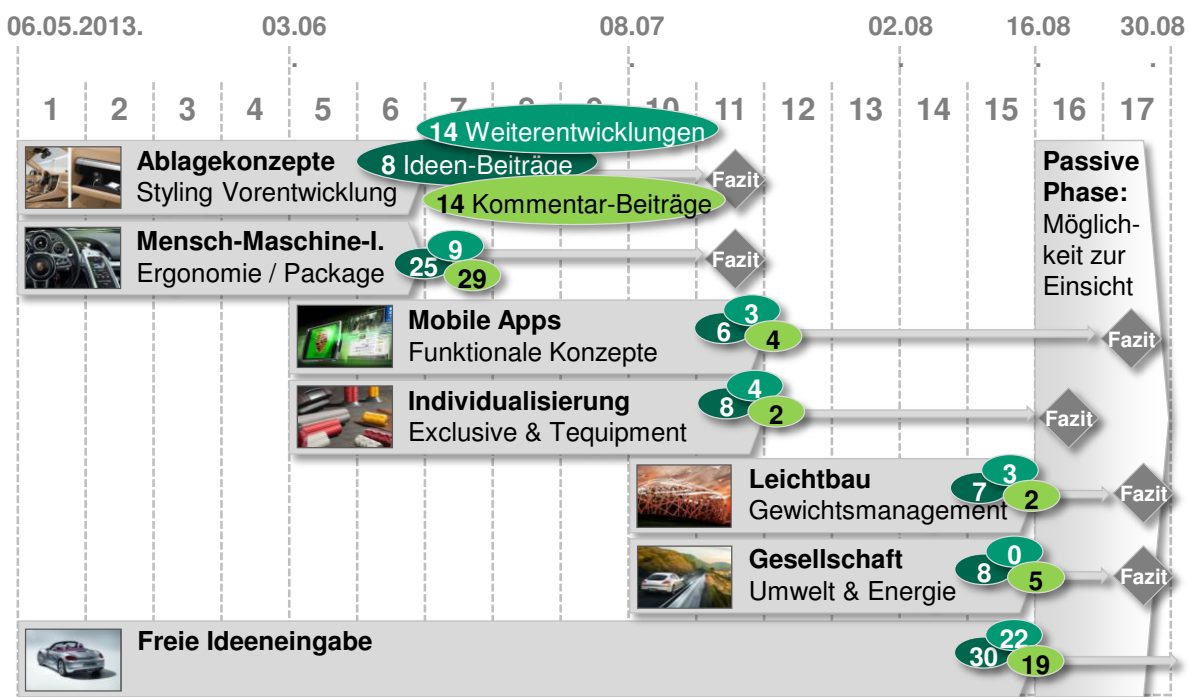 06.05.2013. 03.06 08.07 02.08 16.08 30.08
. . . .
1 2 3 4 5 6 7 8 9 10 11 12 13 14 15 16 17
14 Weiterentwicklungen
8 Ideen-Beiträge
14 Kommentar-Beiträge
Ablagekonzepte
Styling Vorentwicklung
Fazit
Passive
Phase:
Möglich-
keit zur
Einsicht
Mensch-Maschine-I.
Ergonomie / Package
25 9 29
Fazit
Mobile Apps
Funktionale Konzepte
6 3 4
Fazit
Individualisierung
Exclusive & Tequipment
8 4 2
Fazit
Leichtbau
Gewichtsmanagement
7 3 2
Fazit
Gesellschaft
Umwelt & Energie
8 0 5
Fazit
Freie Ideeneingabe
30 22 19